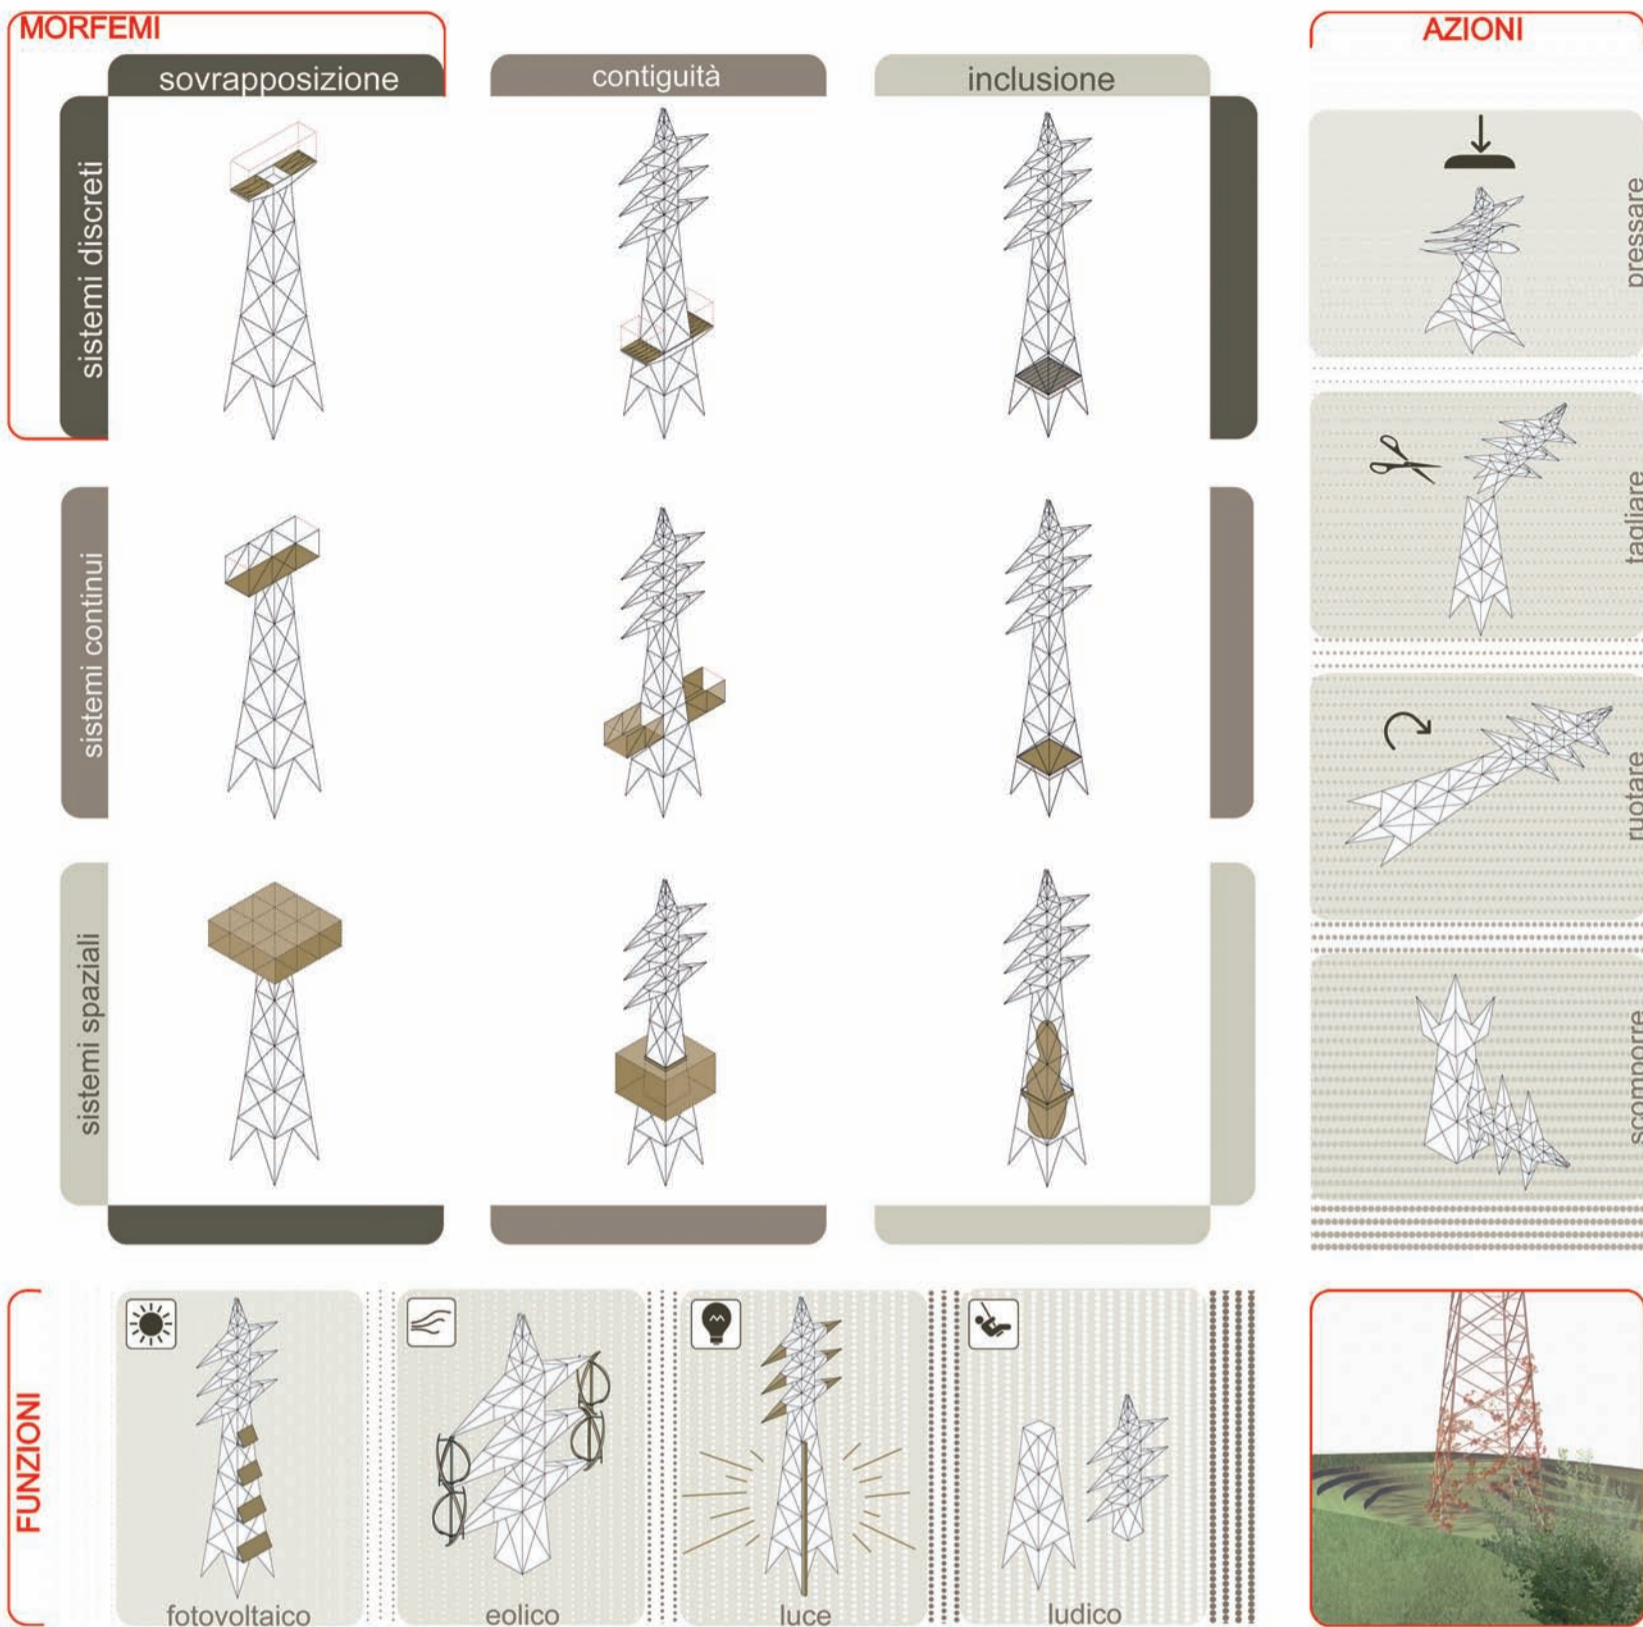 MORFEMI
AZIONI
sovrapposizione
contiguità
inclusione
sistemi discreti
sistemi continui
sistemi spaziali
pressare
tagliare
ruotare
scomporre
FUNZIONI
fotovoltaico
eolico
luce
ludico